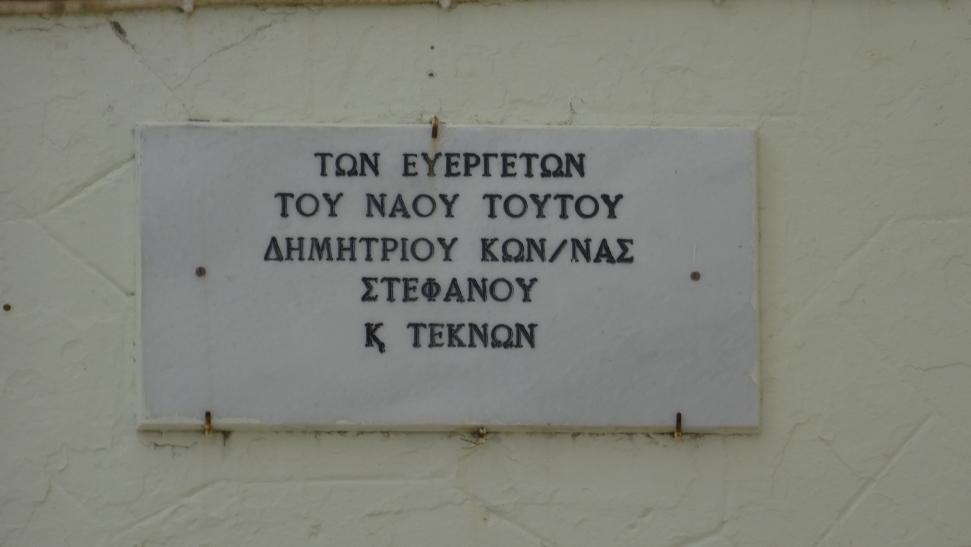 ΤΩΝ ΕΥΕΡΓΕΤΩΝ
ΤΟΥ ΝΑΟΥ ΤΟΥΤΟΥ
ΔΗΜΗΤΡΙΟΥ ΚΩΝ/ΝΑΣ
ΣΤΕΦΑΝΟΥ
Ϗ ΤΕΚΝΩΝ